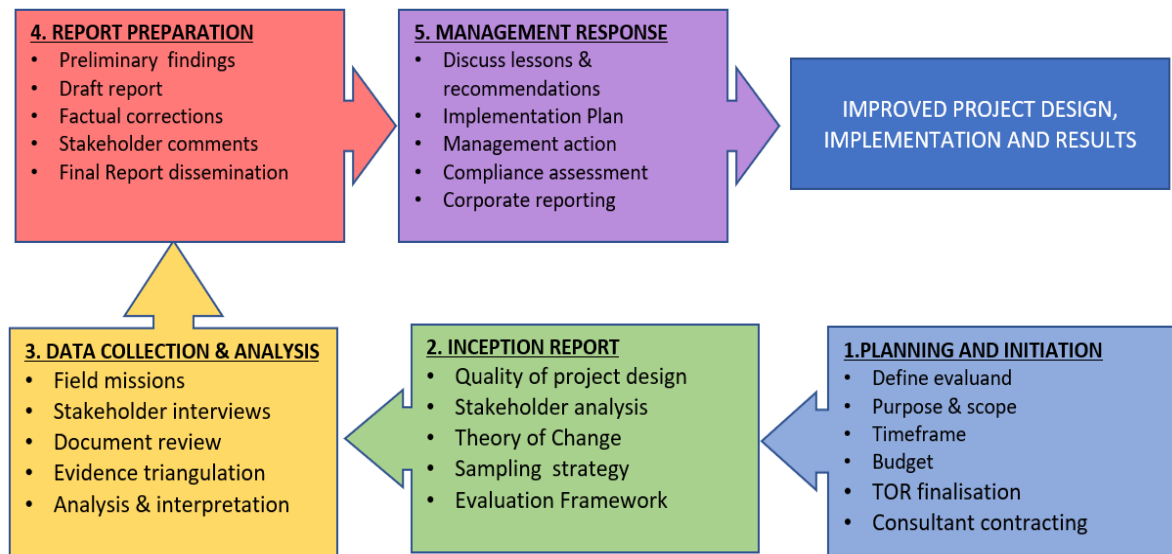 4. REPORT PREPARATION
• Preliminary findings
• Draft report
• Factual corrections
• Stakeholder comments
• Final Report dissemination
5. MANAGEMENT RESPONSE
• Discuss lessons &
recommendations
• Implementation Plan
• Management action
• Compliance assessment
• Corporate reporting
IMPROVED PROJECT DESIGN,
IMPLEMENTATION AND RESULTS
3. DATA COLLECTION & ANALYSIS
• Field missions
• Stakeholder interviews
• Document review
• Evidence triangulation
• Analysis & interpretation
2. INCEPTION REPORT
• Quality of project design
• Stakeholder analysis
• Theory of Change
• Sampling strategy
• Evaluation Framework
1.PLANNING AND INITIATION
• Define evaluand
• Purpose & scope
• Timeframe
• Budget
• TOR finalisation
• Consultant contracting